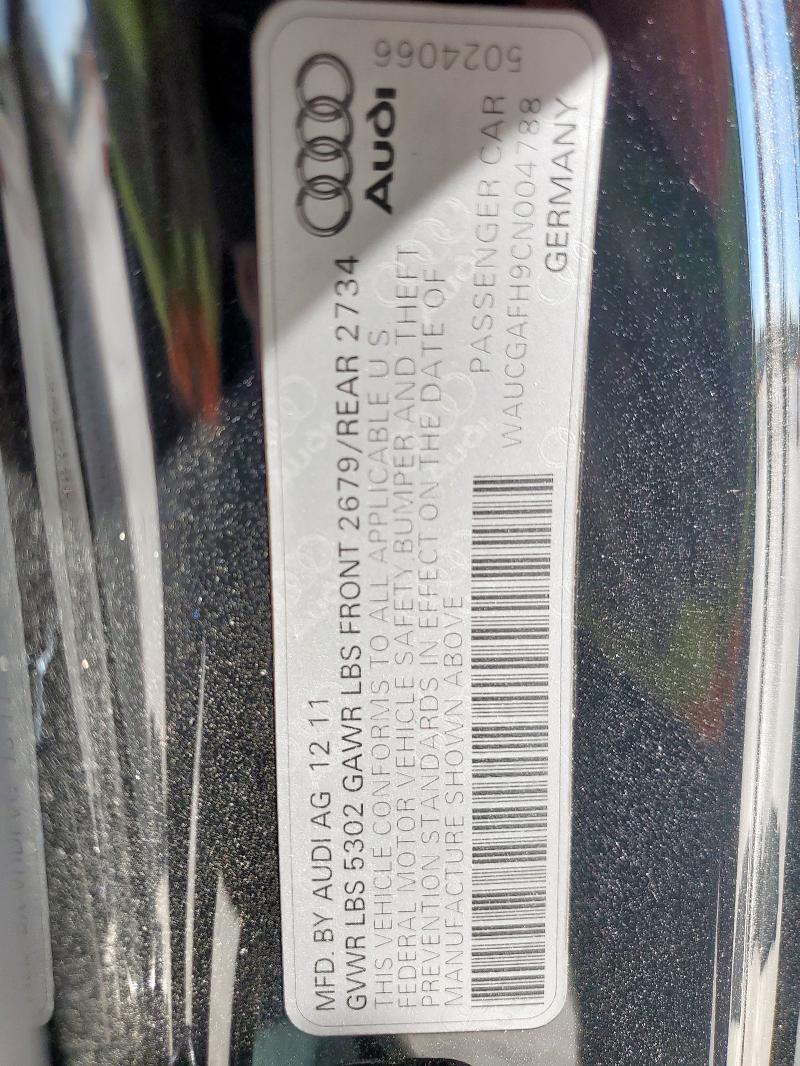 MFD. BY AUDI AG 12 11
GVWR LBS 5302 GAWR LBS FRONT 2679/REAR 2734
THIS VEHICLE CONFORMS TO ALL APPLICABLE U S
FEDERAL MOTOR VEHICLE SAFETY BUMPER AND THEFT
PREVENTION STANDARDS IN EFFECT ON THE DATE OF
MANUFACTURE SHOWN ABOVE
Audi
PASSENGER CAR
WAUCGAFH9CN004788
GERMANY
5024066